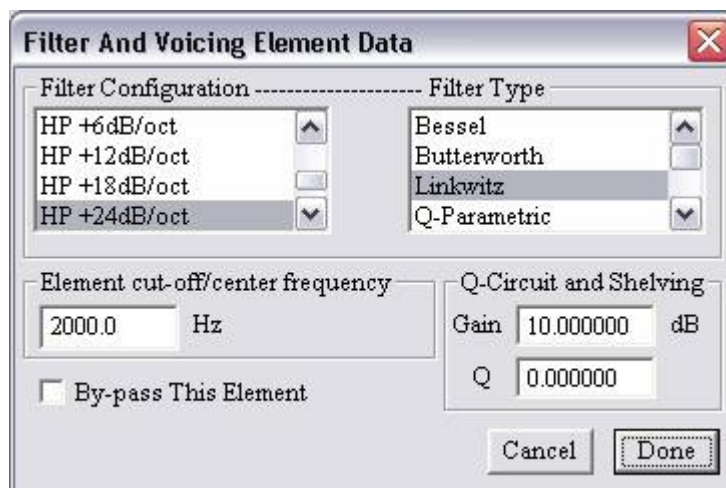 Filter And Voicing Element Data
Filter Configuration --------------------- Filter Type
HP +6dB/oct
HP +12dB/oct
HP +18dB/oct
HP +24dB/oct
Bessel
Butterworth
Linkwitz
Q-Parametric
Element cut-off/center frequency
2000.0 Hz
By-pass This Element
Q-Circuit and Shelving
Gain 10.000000 dB
Q 0.000000
Cancel
Done